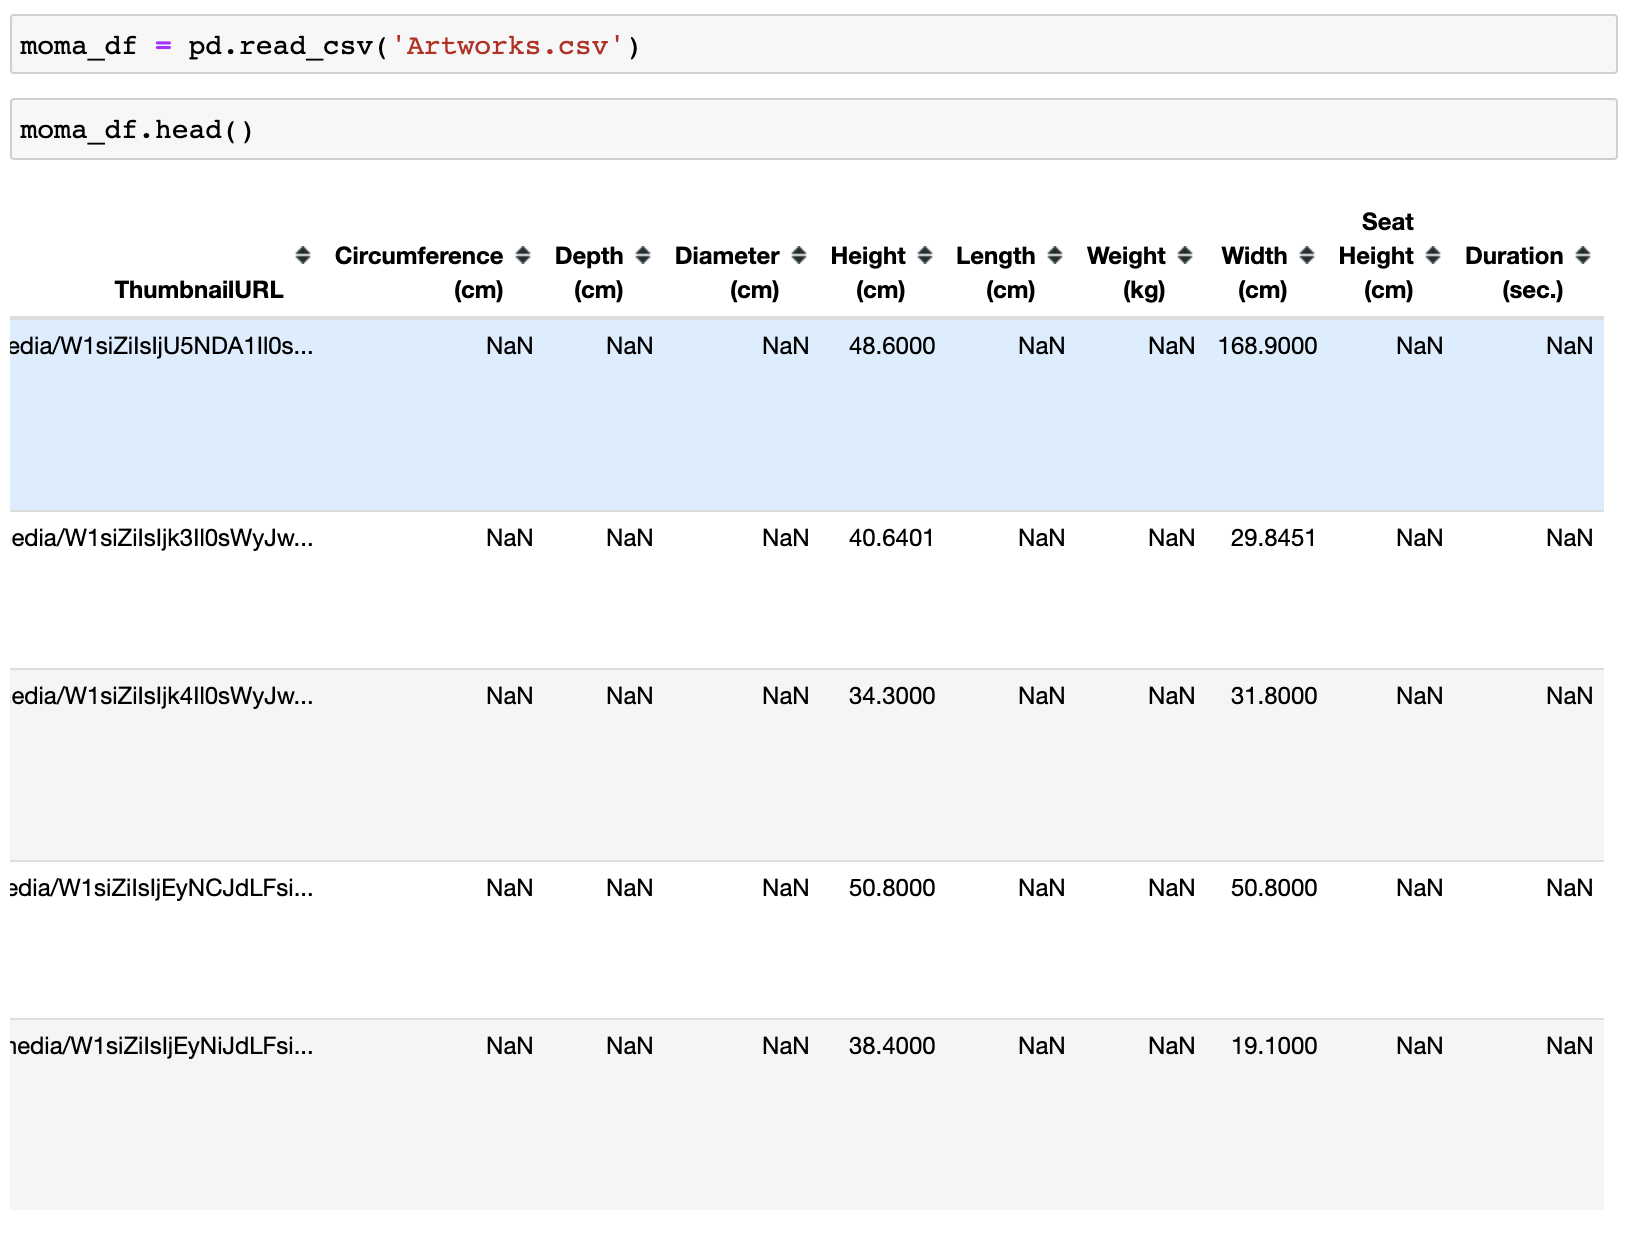 moma_df = pd.read_csv('Artworks.csv')
moma_df.head()
Seat
Circumference Depth Diameter Height Length Weight Width Height Duration
ThumbnailURL (cm) (cm) (cm) (cm) (cm) (kg) (cm) (cm) (sec.)
edia/W1siZiIsIjU5NDA1Il0s... NaN NaN NaN 48.6000 NaN NaN 168.9000 NaN NaN
edia/W1siZiIsIjk3Il0sWyJw... NaN NaN NaN 40.6401 NaN NaN 29.8451 NaN NaN
edia/W1siZiIsIjk4Il0sWyJw... NaN NaN NaN 34.3000 NaN NaN 31.8000 NaN NaN
edia/W1siZiIsIjEyNCJdLFsi... NaN NaN NaN 50.8000 NaN NaN 50.8000 NaN NaN
nedia/W1siZiIsIjEyNiJdLFsi... NaN NaN NaN 38.4000 NaN NaN 19.1000 NaN NaN